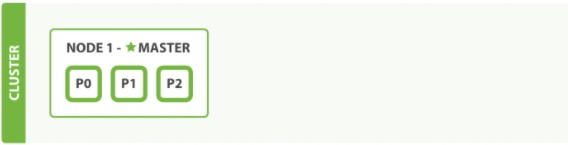 CLUSTER
NODE 1 - ★ MASTER
P0 P1 P2